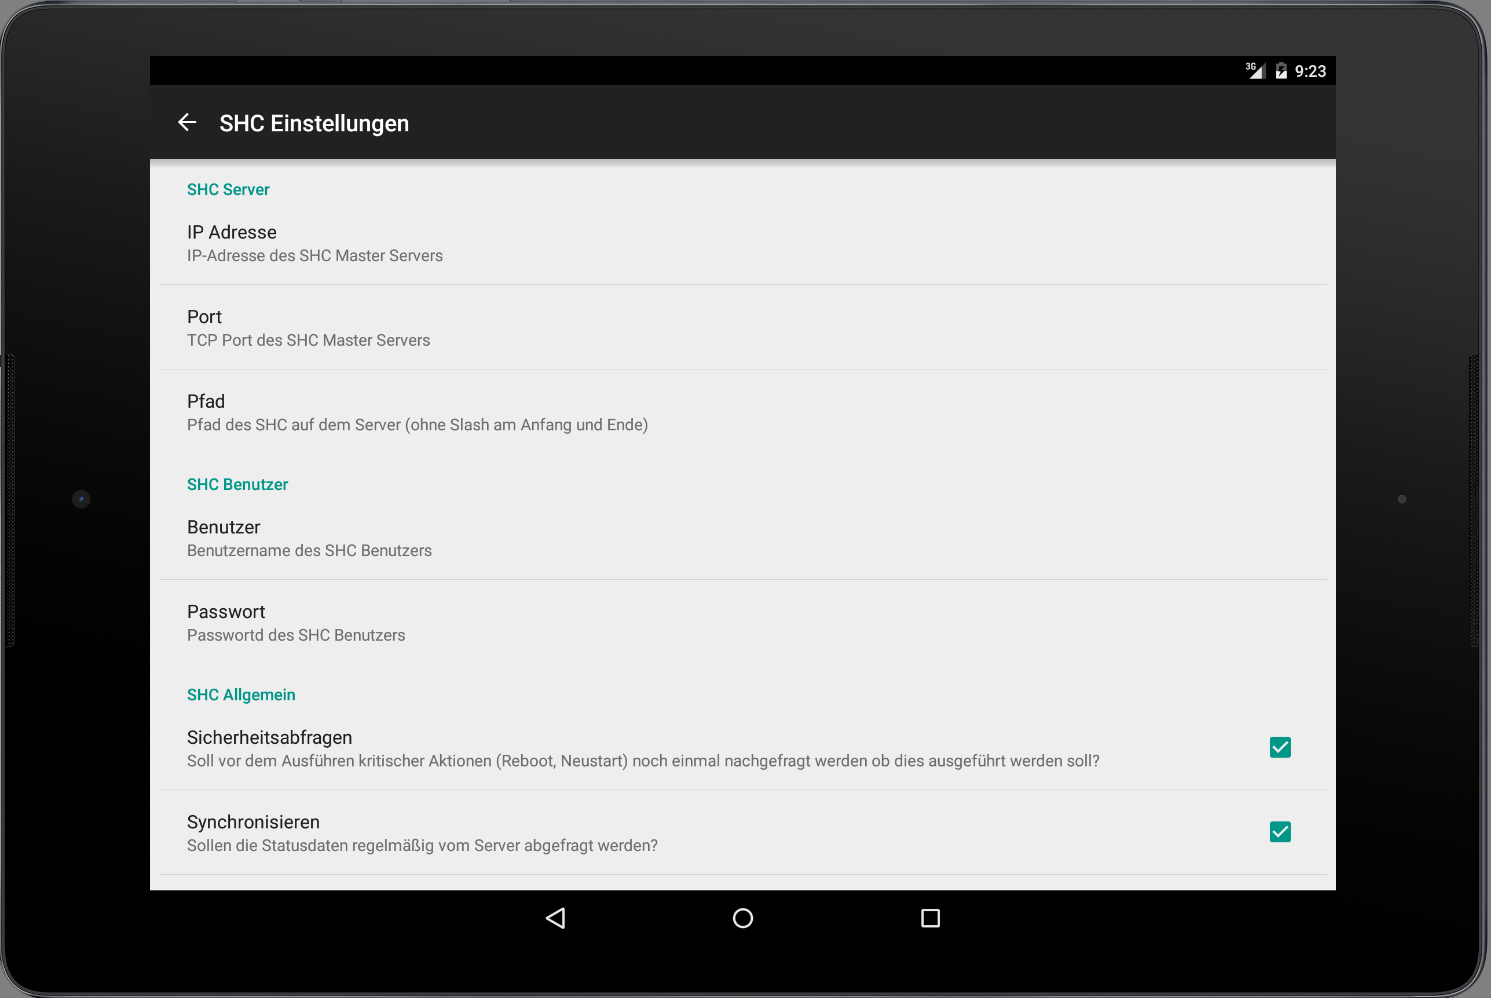 3G 9:23
SHC Einstellungen
SHC Server
IP Adresse
IP-Adresse des SHC Master Servers
Port
TCP Port des SHC Master Servers
Pfad
Pfad des SHC auf dem Server (ohne Slash am Anfang und Ende)
SHC Benutzer
Benutzer
Benutzername des SHC Benutzers
Passwort
Passwortd des SHC Benutzers
SHC Allgemein
Sicherheitsabfragen
Soll vor dem Ausführen kritischer Aktionen (Reboot, Neustart) noch einmal nachgefragt werden ob dies ausgeführt werden soll?
Synchronisieren
Sollen die Statusdaten regelmäßig vom Server abgefragt werden?